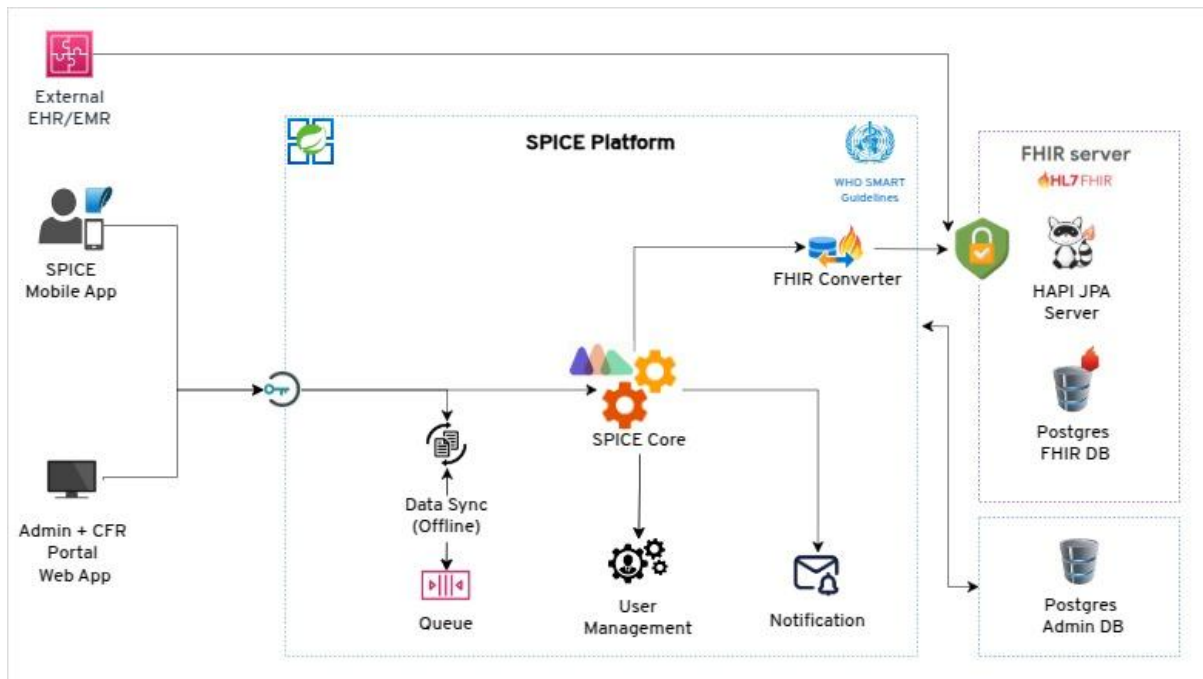 External
EHR/EMR
SPICE Platform
WHO SMART
Guidelines
FHIR server
HL7 FHIR
SPICE
Mobile App
FHIR Converter
HAPI JPA
Server
SPICE Core
Postgres
FHIR DB
Data Sync
(Offline)
Admin + CFR
Portal
Web App
Queue
User
Management
Notification
Postgres
Admin DB